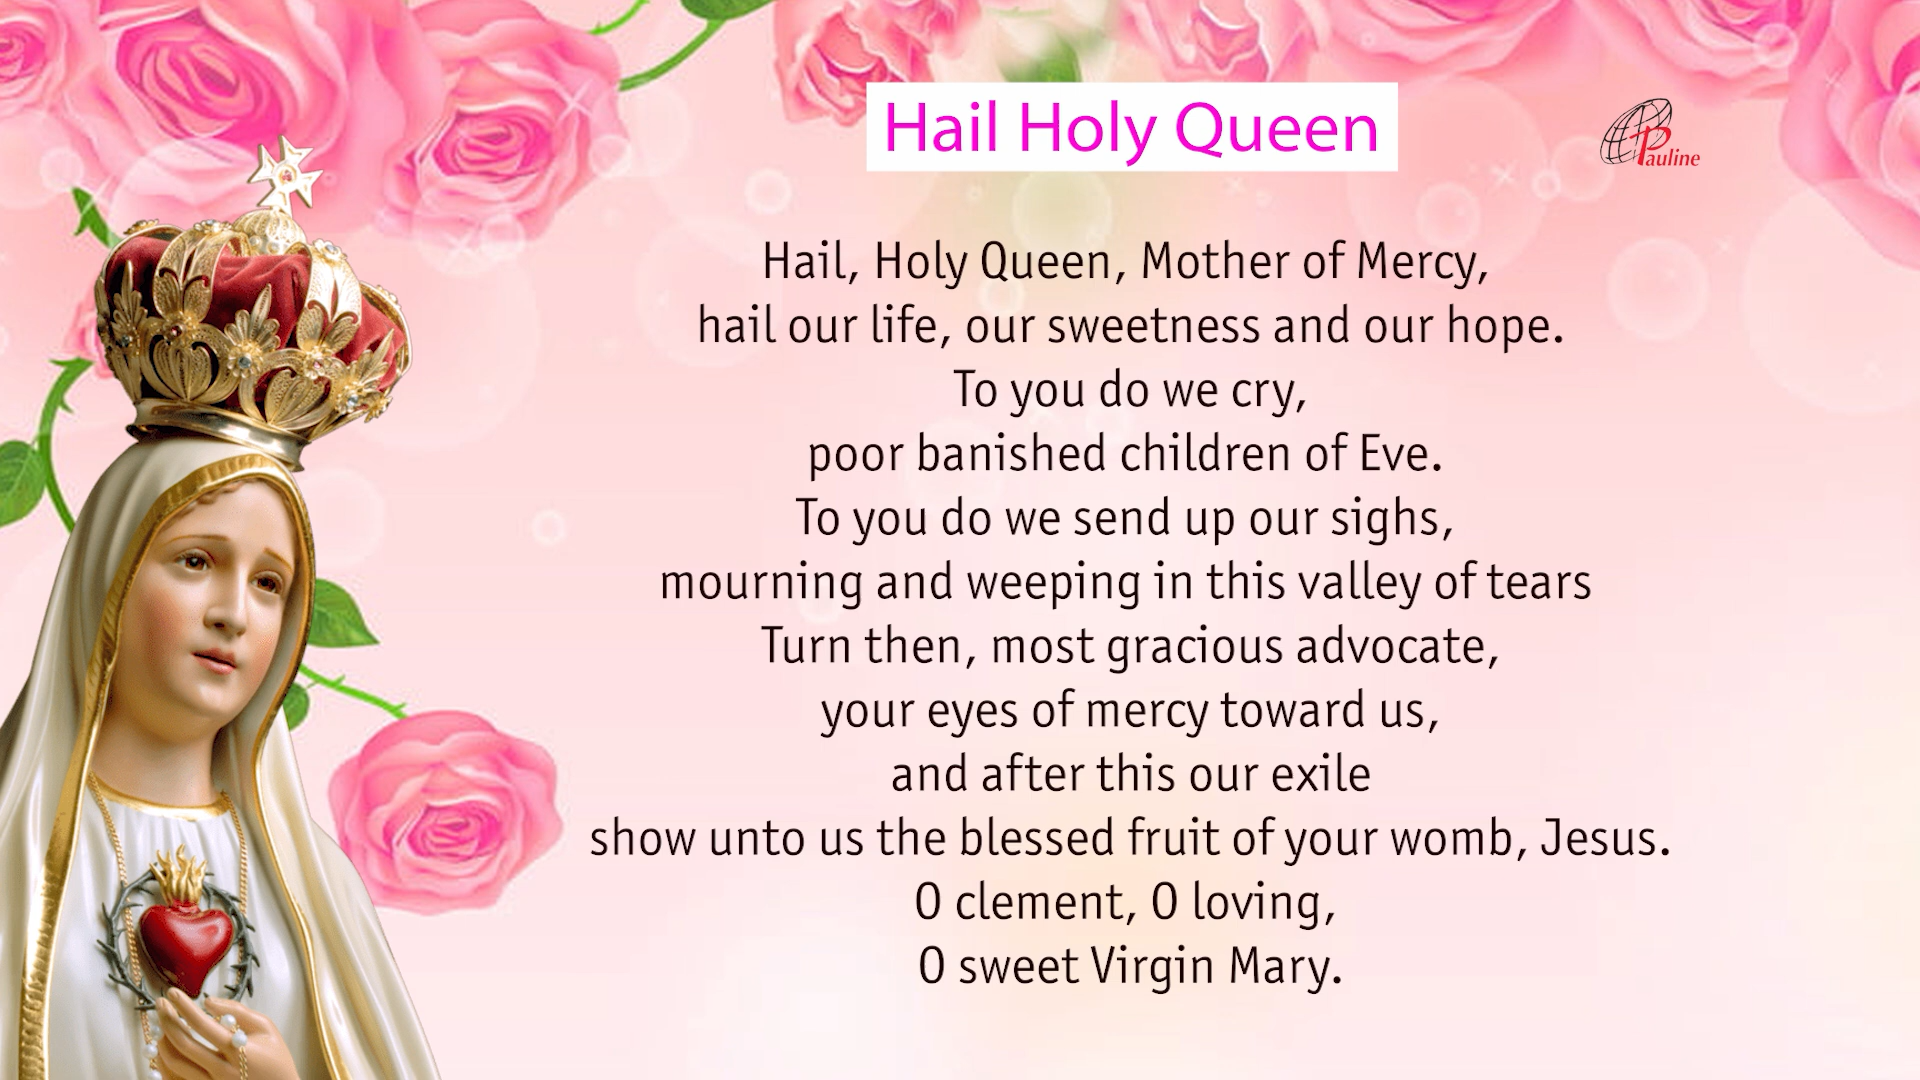 Hail Holy Queen
Pauline
Hail, Holy Queen, Mother of Mercy,
hail our life, our sweetness and our hope.
To you do we cry,
poor banished children of Eve.
To you do we send up our sighs,
mourning and weeping in this valley of tears
Turn then, most gracious advocate,
your eyes of mercy toward us,
and after this our exile
show unto us the blessed fruit of your womb, Jesus.
O clement, O loving,
O sweet Virgin Mary.